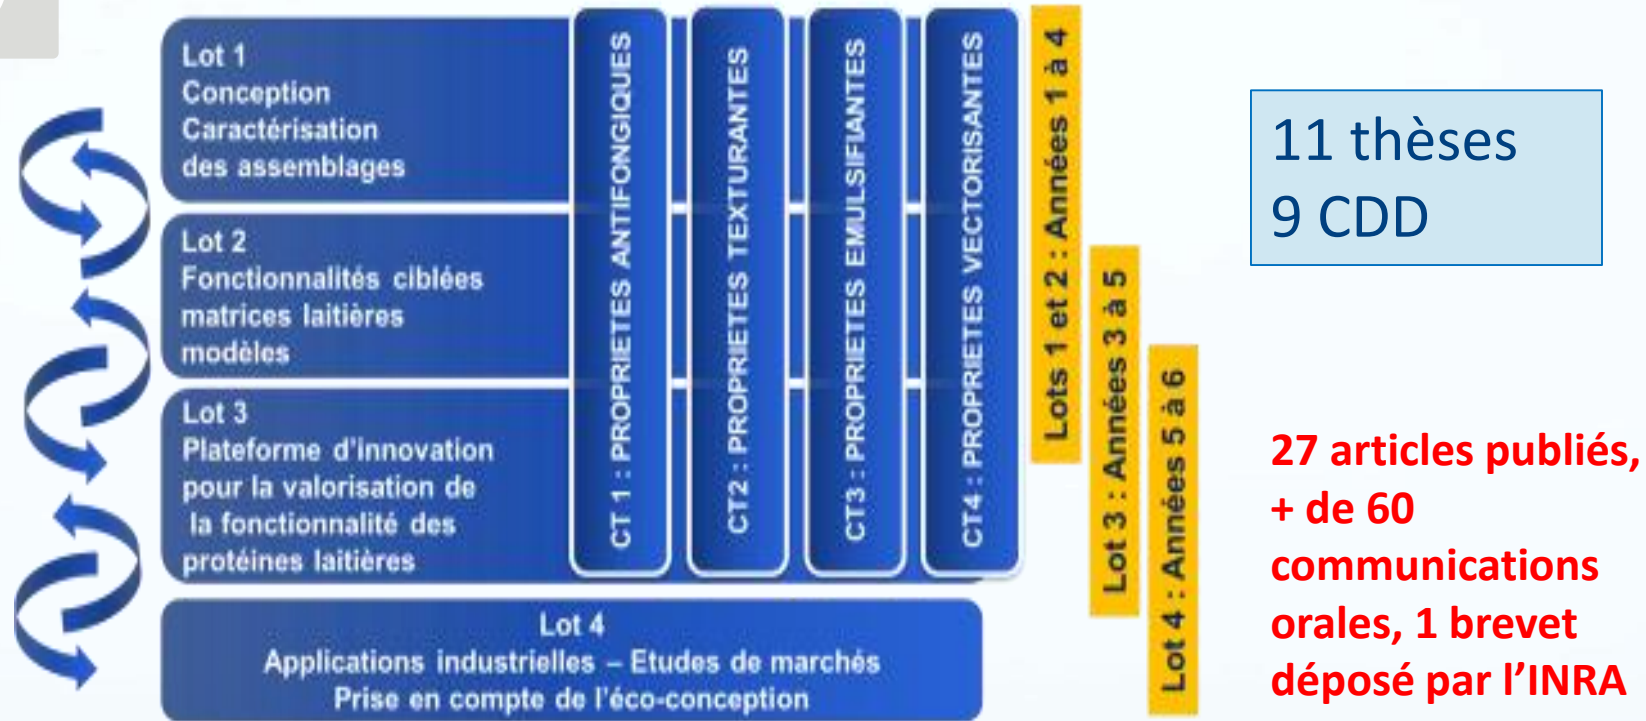 Lot 1
Conception
Caractérisation
des assemblages
Lot 2
Fonctionnalités ciblées
matrices laitières
modèles
Lot 3
Plateforme d'innovation
pour la valorisation de
la fonctionnalité des
protéines laitières
CT 1 : PROPRIETES ANTIFONGIQUES
CT2 : PROPRIETES TEXTURANTES
CT3 : PROPRIETES EMULSIFIANTES
CT4 : PROPRIETES VECTORISANTES
Lot 4
Applications industrielles – Etudes de marchés
Prise en compte de l'éco-conception
Lots 1 et 2 : Années 1 à 4
Lot 3 : Années 3 à 5
Lot 4 : Années 5 à 6
11 thèses
9 CDD
27 articles publiés,
+ de 60
communications
orales, 1 brevet
déposé par l’INRA